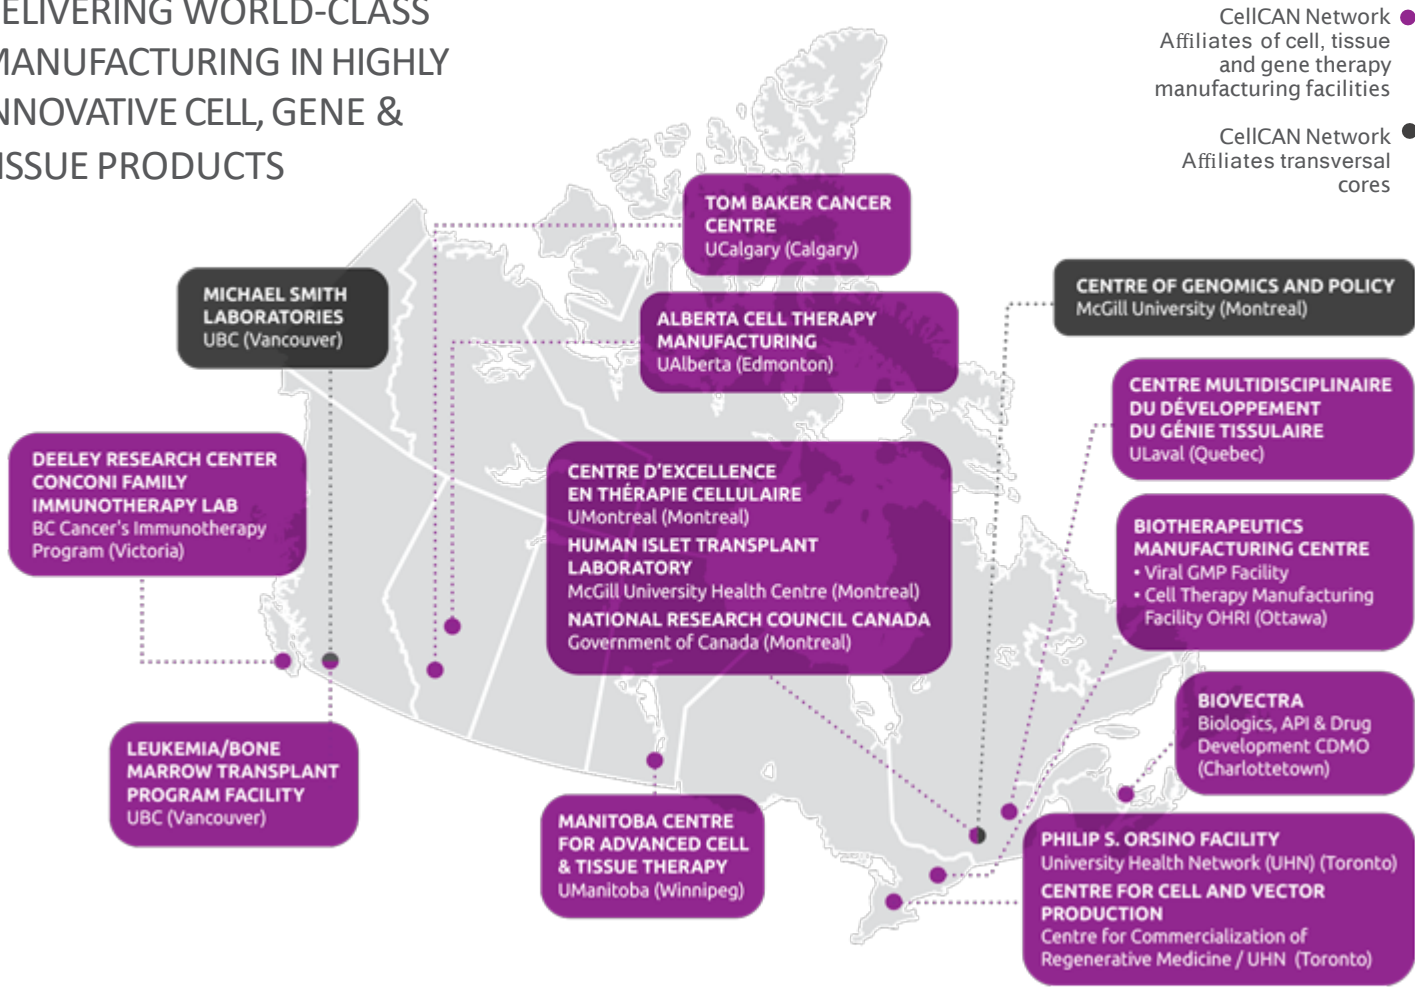 ELIVERING WORLD-CLASS
MANUFACTURING IN HIGHLY
NNOVATIVE CELL, GENE &
ISSUE PRODUCTS
CellCAN Network
Affiliates of cell, tissue
and gene therapy
manufacturing facilities
CellCAN Network
Affiliates transversal
cores
TOM BAKER CANCER
CENTRE
UCalgary (Calgary)
MICHAEL SMITH
LABORATORIES
UBC (Vancouver)
ALBERTA CELL THERAPY
MANUFACTURING
UAlberta (Edmonton)
CENTRE OF GENOMICS AND POLICY
McGill University (Montreal)
CENTRE MULTIDISCIPLINAIRE
DU DÉVELOPPEMENT
DU GÉNIE TISSULAIRE
ULaval (Quebec)
DEELEY RESEARCH CENTER
CONCONI FAMILY
IMMUNOTHERAPY LAB
BC Cancer's Immunotherapy
Program (Victoria)
CENTRE D'EXCELLENCE
EN THÉRAPIE CELLULAIRE
UMontreal (Montreal)
HUMAN ISLET TRANSPLANT
LABORATORY
McGill University Health Centre (Montreal)
NATIONAL RESEARCH COUNCIL CANADA
Government of Canada (Montreal)
BIOTHERAPEUTICS
MANUFACTURING CENTRE
• Viral GMP Facility
• Cell Therapy Manufacturing
Facility OHRI (Ottawa)
BIOVECTRA
Biologics, API & Drug
Development CDMO
(Charlottetown)
LEUKEMIA/BONE
MARROW TRANSPLANT
PROGRAM FACILITY
UBC (Vancouver)
MANITOBA CENTRE
FOR ADVANCED CELL
& TISSUE THERAPY
UManitoba (Winnipeg)
PHILIP S. ORSINO FACILITY
University Health Network (UHN) (Toronto)
CENTRE FOR CELL AND VECTOR
PRODUCTION
Centre for Commercialization of
Regenerative Medicine / UHN (Toronto)